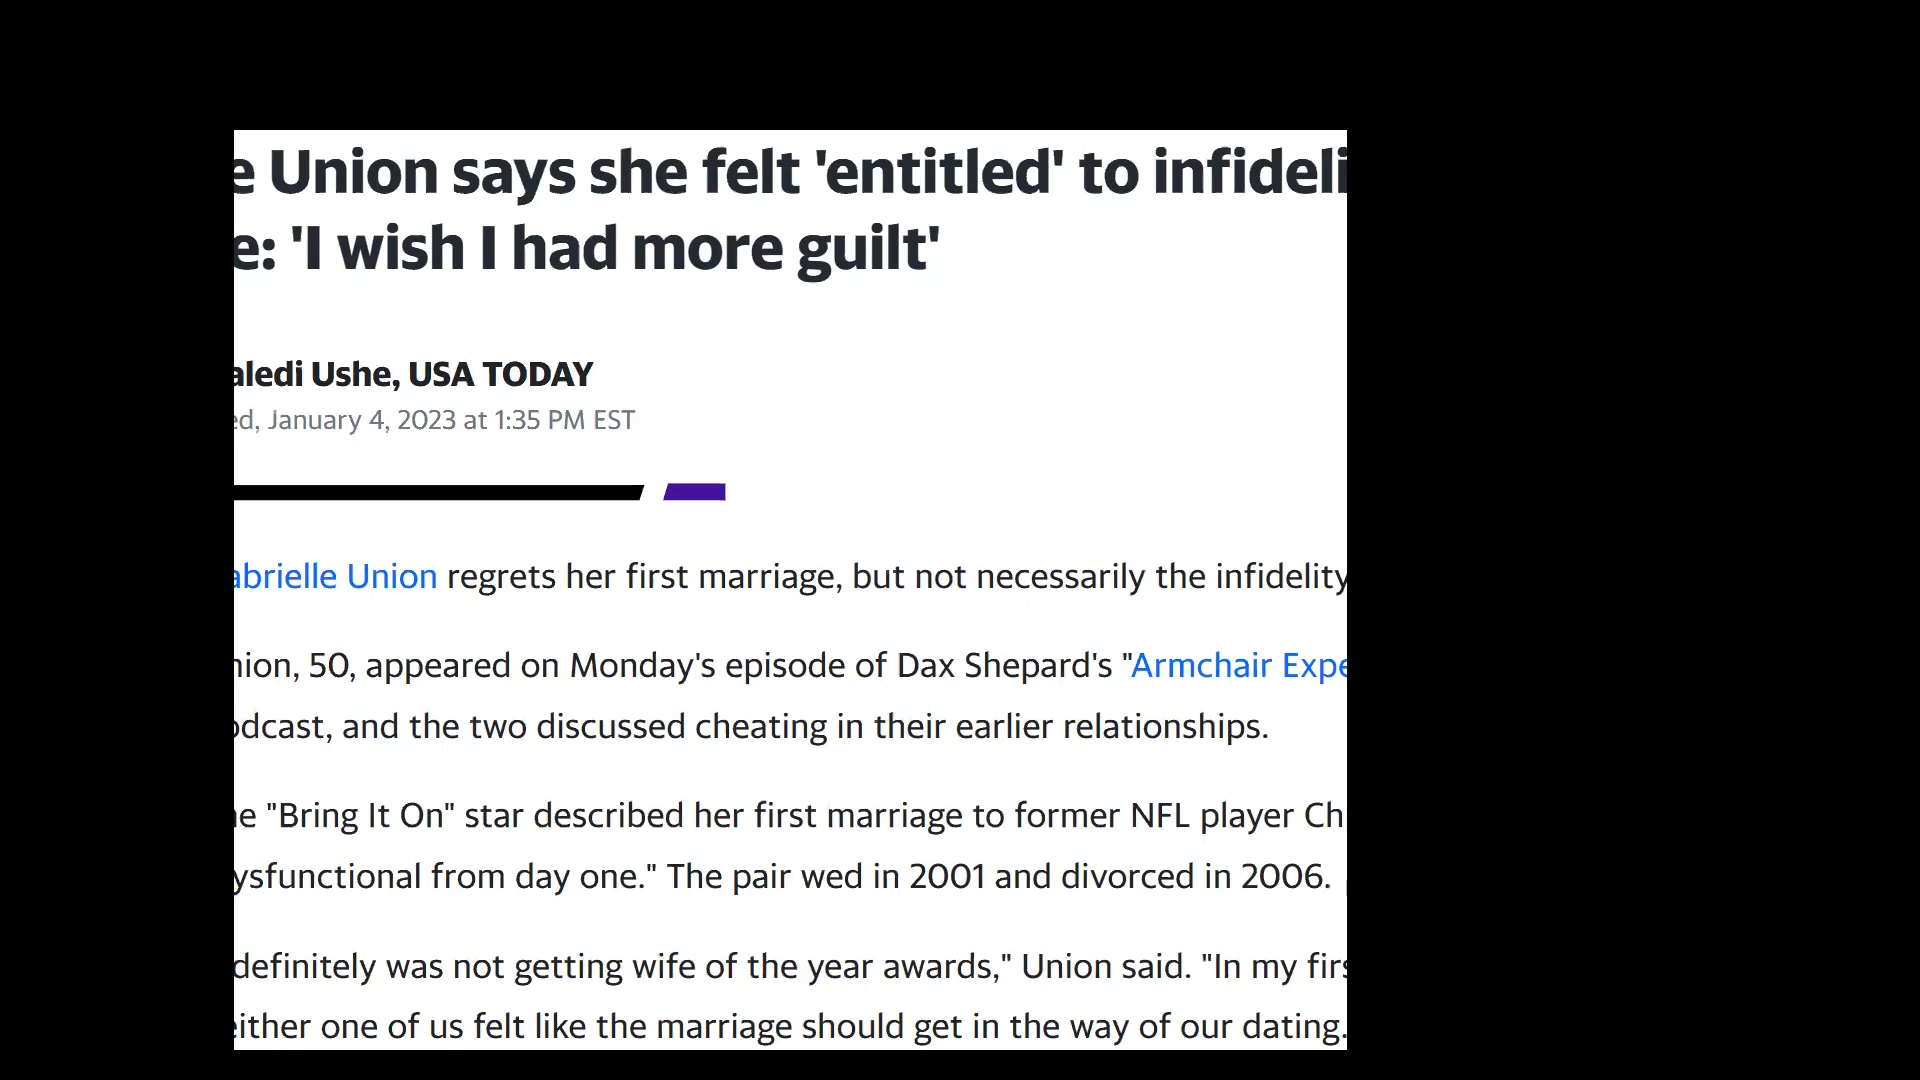 e Union says she felt 'entitled' to infideli
e: 'I wish I had more guilt'
aledi Ushe, USA TODAY
ed, January 4, 2023 at 1:35 PM EST
abrielle Union regrets her first marriage, but not necessarily the infidelity
nion, 50, appeared on Monday's episode of Dax Shepard's "Armchair Expe
odcast, and the two discussed cheating in their earlier relationships.
he "Bring It On" star described her first marriage to former NFL player Ch
ysfunctional from day one." The pair wed in 2001 and divorced in 2006.
definitely was not getting wife of the year awards," Union said. "In my firs
either one of us felt like the marriage should get in the way of our dating.